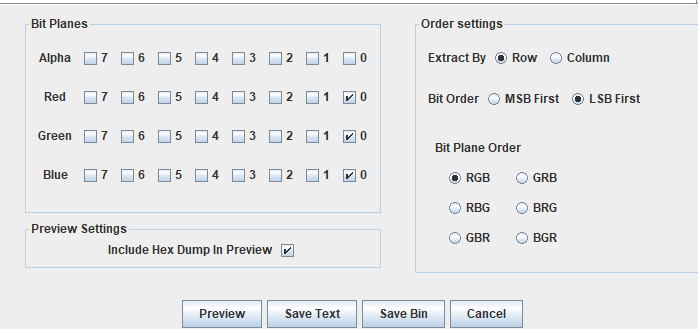 Bit Planes
Alpha 7 6 5 4 3 2 1 0
Red 7 6 5 4 3 2 1 0
Green 7 6 5 4 3 2 1 0
Blue 7 6 5 4 3 2 1 0
Preview Settings
Include Hex Dump In Preview
Order settings
Extract By Row Column
Bit Order MSB First LSB First
Bit Plane Order
RGB GRB
RBG BRG
GBR BGR
Preview Save Text Save Bin Cancel